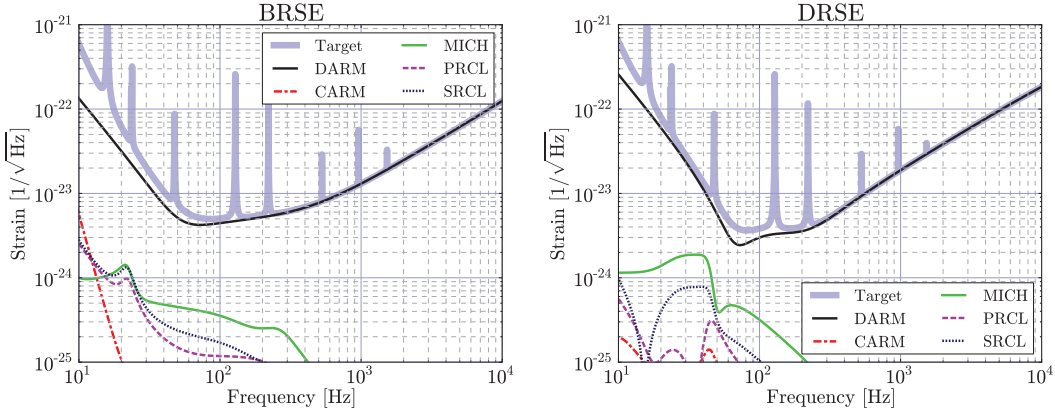 BRSE
10^-21
10^-22
10^-23
10^-24
10^-25
Strain [1/√Hz]
Target
DARM
CARM
MICH
PRCL
SRCL
10^1
10^2
10^3
10^4
Frequency [Hz]
DRSE
10^-21
10^-22
10^-23
10^-24
10^-25
Strain [1/√Hz]
Target
DARM
CARM
MICH
PRCL
SRCL
10^1
10^2
10^3
10^4
Frequency [Hz]